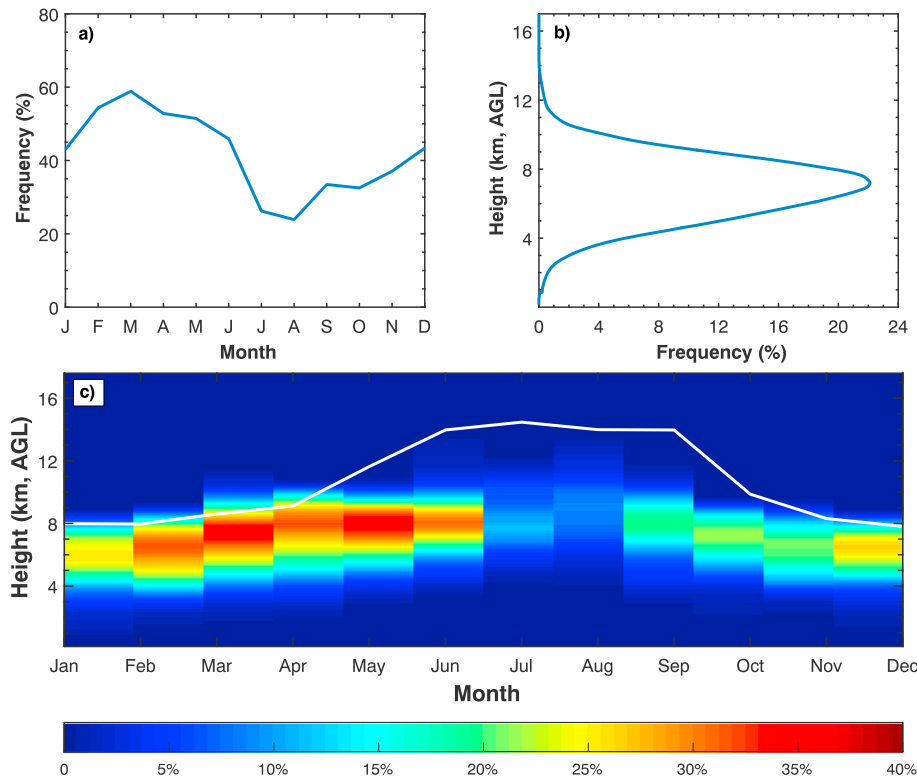 a)
80
60
40
20
0
Frequency (%)
J F M A M J J A S O N D
Month
b)
16
12
8
4
Height (km, AGL)
0 4 8 12 16 20 24
Frequency (%)
c)
16
12
8
4
Height (km, AGL)
Jan Feb Mar Apr May Jun Jul Aug Sep Oct Nov Dec
Month
0 5% 10% 15% 20% 25% 30% 35% 40%